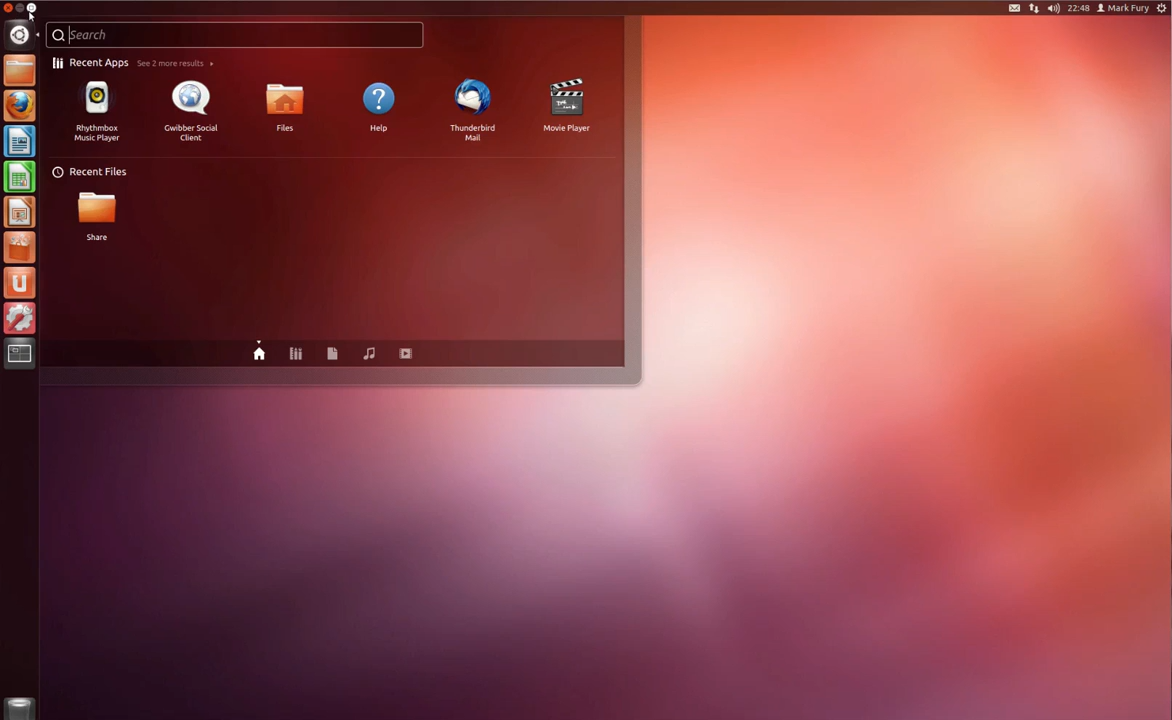 22:48 Mark Fury
Search
Recent Apps See 2 more results
Rhythmbox
Music Player
Gwibber Social
Client
Files
Help
Thunderbird
Mail
Movie Player
Recent Files
Share